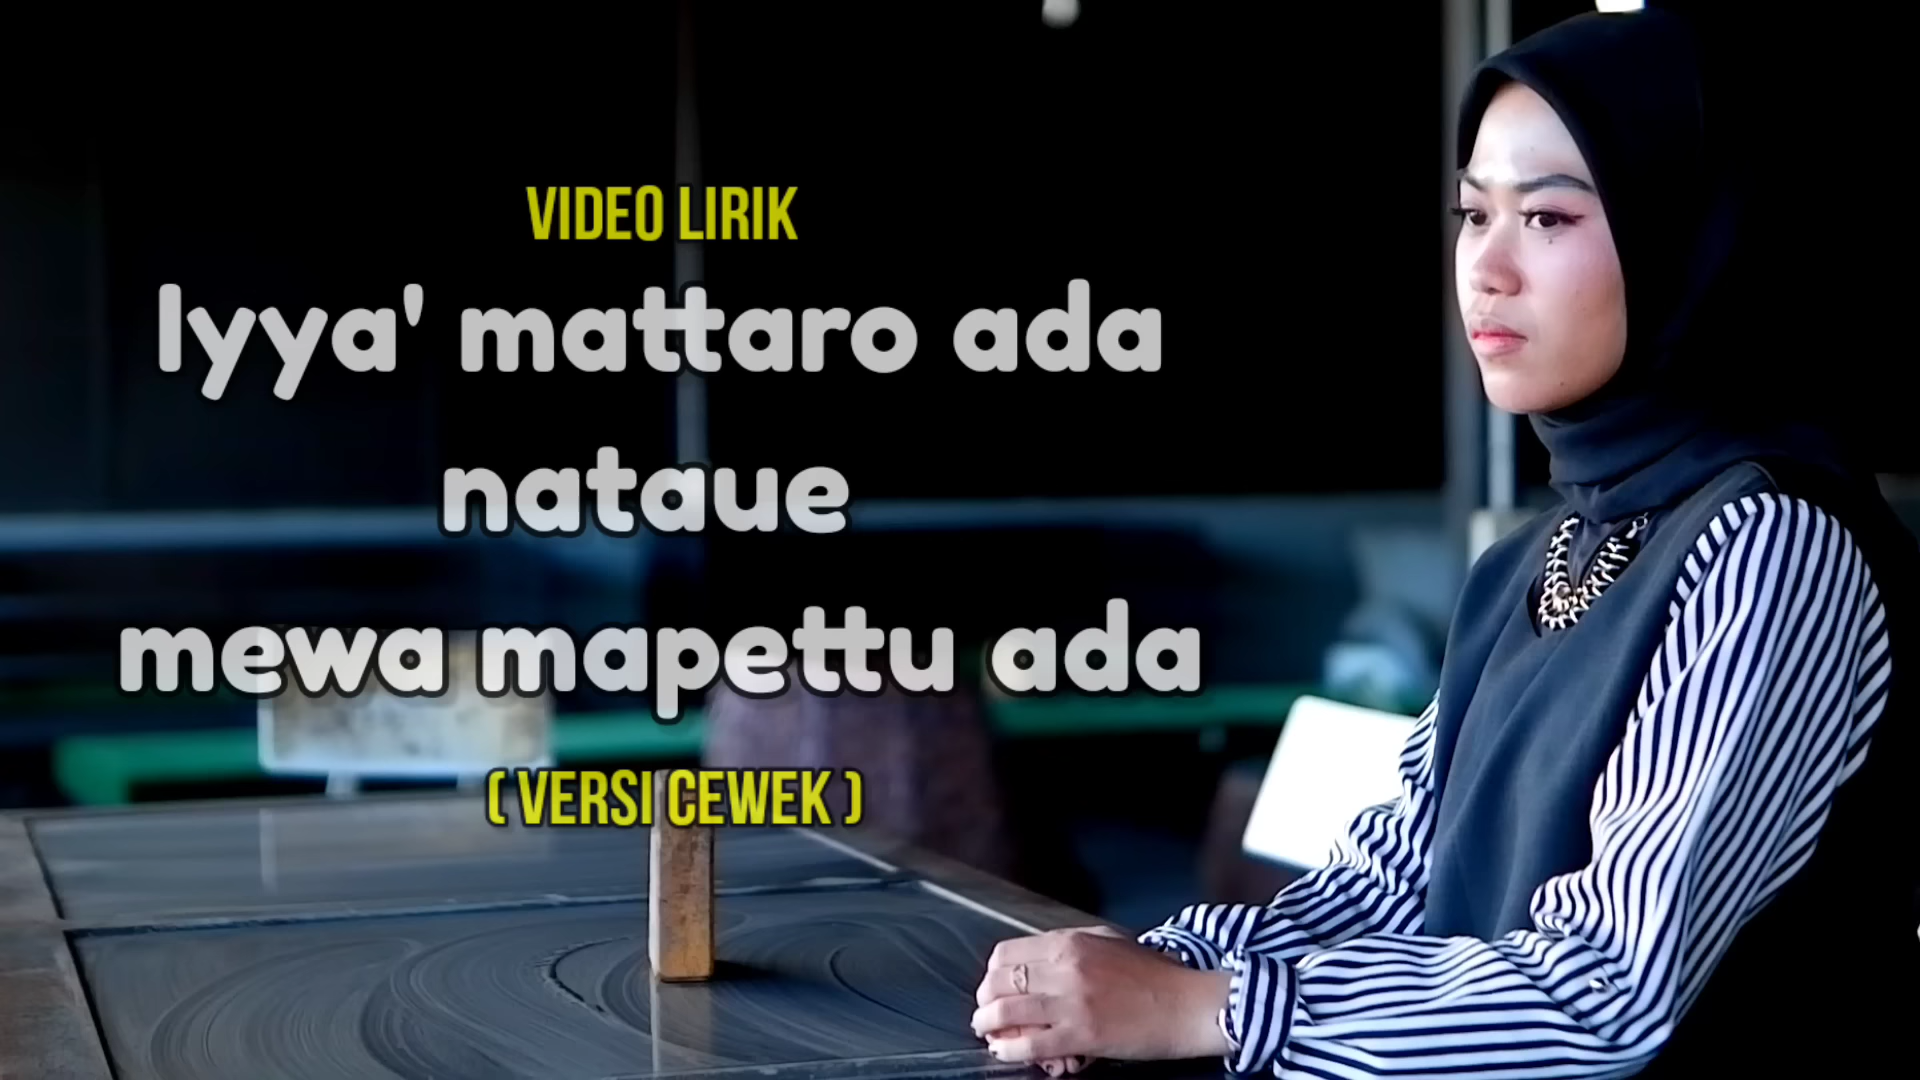 VIDEO LIRIK
Iyya' mattaro ada
nataue
mewa mapettu ada
( VERSI CEWEK )